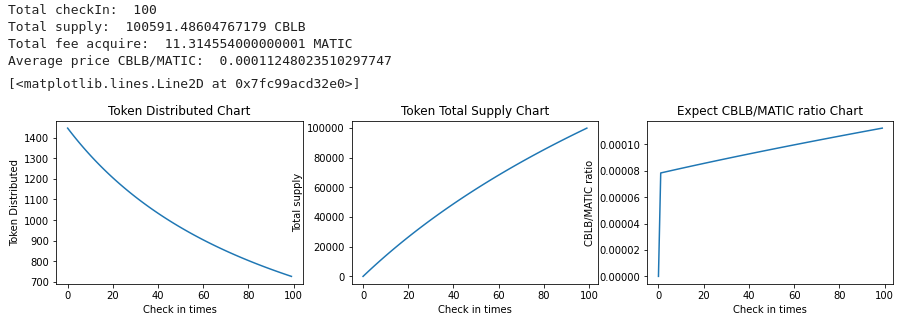 Total checkIn:  100
Total supply:  100591.48604767179 CBLB
Total fee acquire:  11.314554000000001 MATIC
Average price CBLB/MATIC:  0.00011248023510297747
[<matplotlib.lines.Line2D at 0x7fc99acd32e0>]
Token Distributed Chart
Token Distributed
1400
1300
1200
1100
1000
900
800
700
0 20 40 60 80 100
Check in times
Token Total Supply Chart
Total supply
100000
80000
60000
40000
20000
0
0 20 40 60 80 100
Check in times
Expect CBLB/MATIC ratio Chart
CBLB/MATIC ratio
0.00010
0.00008
0.00006
0.00004
0.00002
0.00000
0 20 40 60 80 100
Check in times